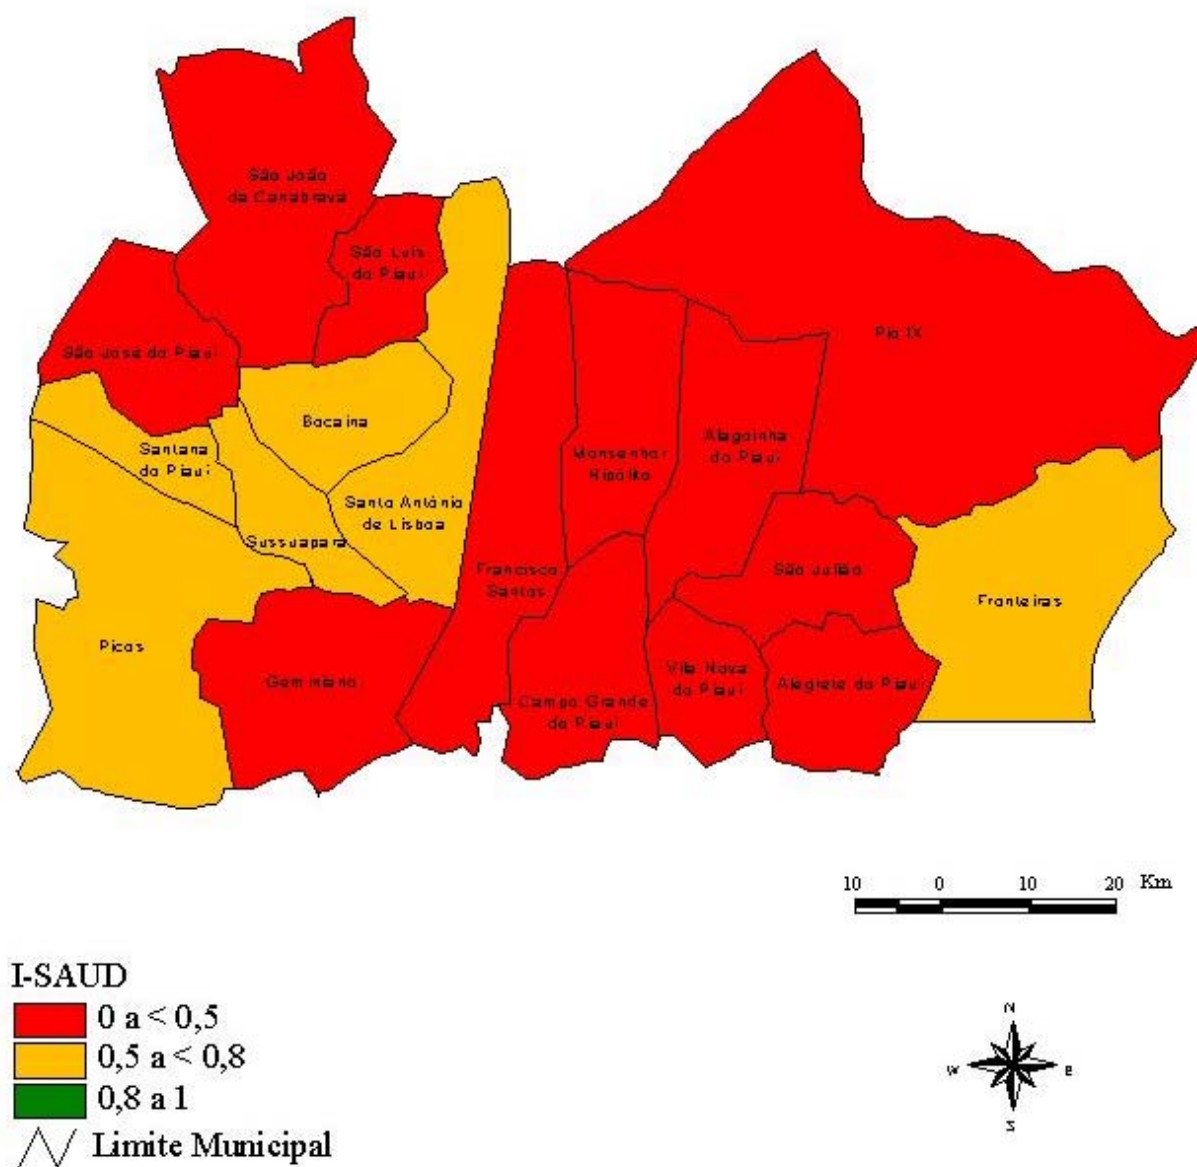 São João
da Canabrava
São Luis
do Piauí
Pio IX
São José do Piauí
Bocaina
Santana
do Piauí
Monsenhor
Hipólito
Alagoinha
do Piauí
Santo Antônio
de Lisboa
Sussuapara
Francisco
Santos
São Julião
Fronteiras
Picos
Geminiano
Vila Nova
do Piauí
Alegrete do Piauí
Campo Grande
do Piauí
10 0 10 20 Km
I-SAUD
0 a < 0,5
0,5 a < 0,8
0,8 a 1
Limite Municipal
N
W E
S